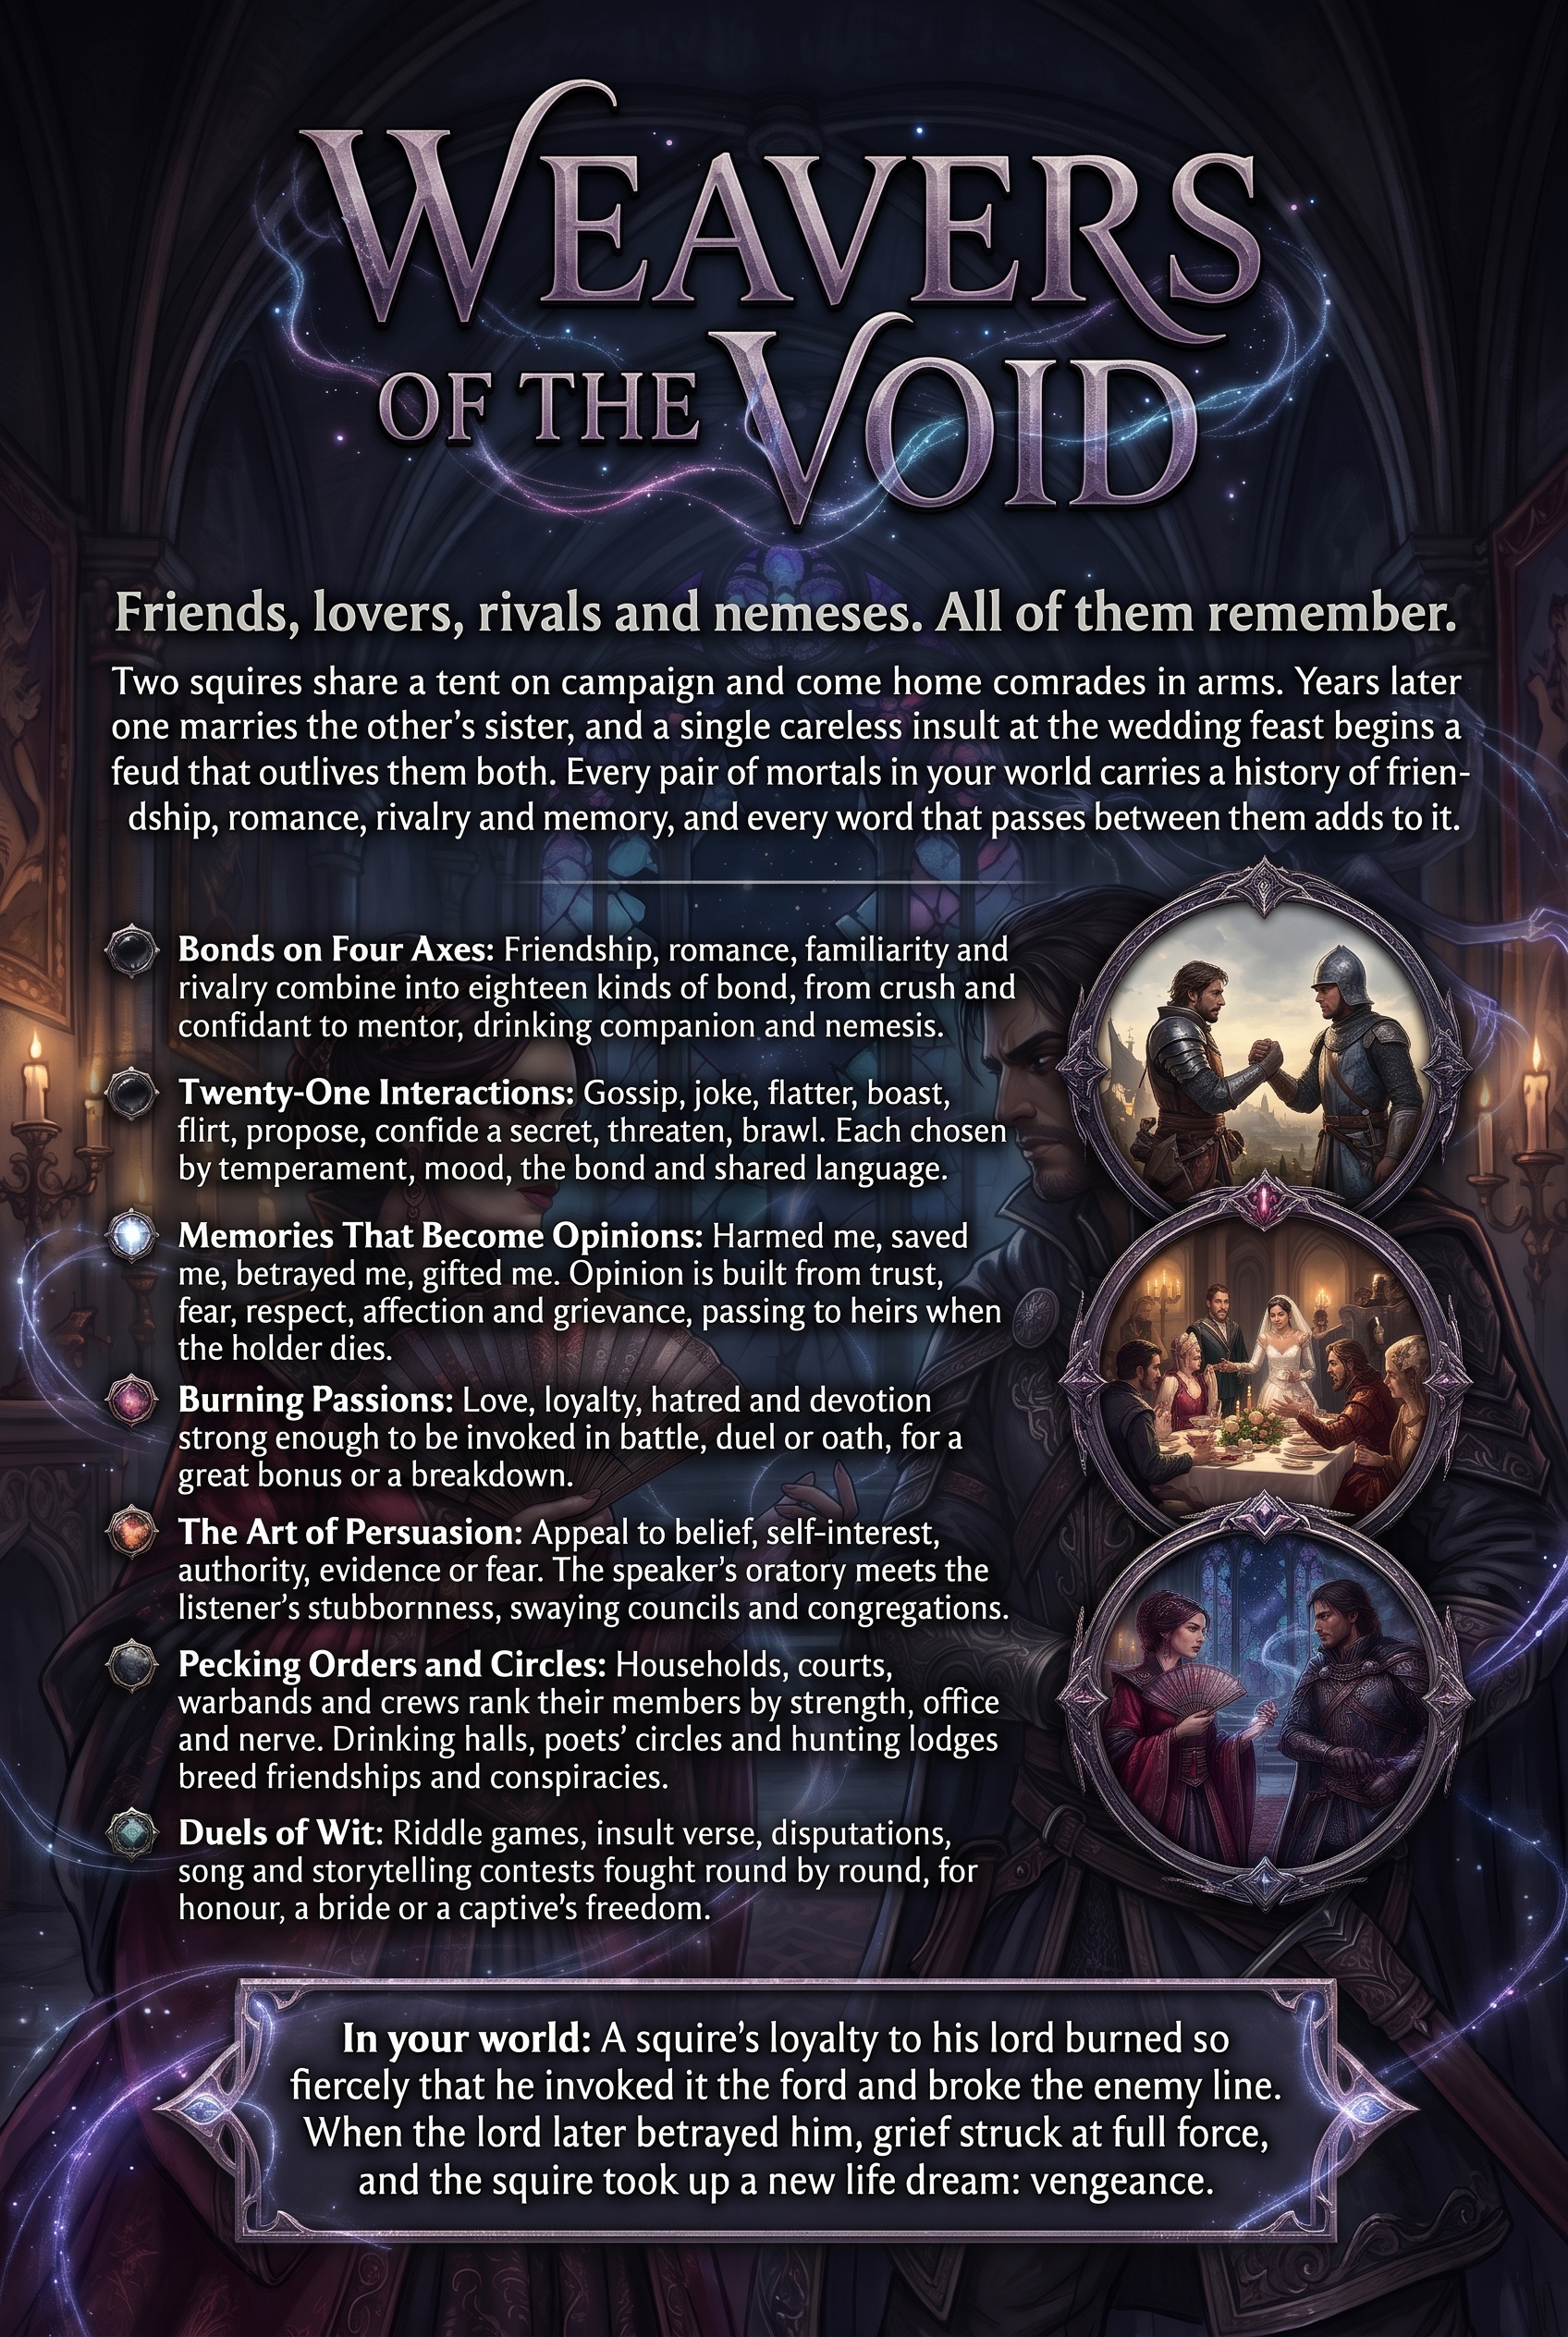 WEAVERS
OF THE VOID
Friends, lovers, rivals and nemeses. All of them remember.
Two squires share a tent on campaign and come home comrades in arms. Years later
one marries the other’s sister, and a single careless insult at the wedding feast begins a
feud that outlives them both. Every pair of mortals in your world carries a history of frien-
dship, romance, rivalry and memory, and every word that passes between them adds to it.
Bonds on Four Axes: Friendship, romance, familiarity and
rivalry combine into eighteen kinds of bond, from crush and
confidant to mentor, drinking companion and nemesis.
Twenty-One Interactions: Gossip, joke, flatter, boast,
flirt, propose, confide a secret, threaten, brawl. Each chosen
by temperament, mood, the bond and shared language.
Memories That Become Opinions: Harmed me, saved
me, betrayed me, gifted me. Opinion is built from trust,
fear, respect, affection and grievance, passing to heirs when
the holder dies.
Burning Passions: Love, loyalty, hatred and devotion
strong enough to be invoked in battle, duel or oath, for a
great bonus or a breakdown.
The Art of Persuasion: Appeal to belief, self-interest,
authority, evidence or fear. The speaker’s oratory meets the
listener’s stubbornness, swaying councils and congregations.
Pecking Orders and Circles: Households, courts,
warbands and crews rank their members by strength, office
and nerve. Drinking halls, poets’ circles and hunting lodges
breed friendships and conspiracies.
Duels of Wit: Riddle games, insult verse, disputations,
song and storytelling contests fought round by round, for
honour, a bride or a captive’s freedom.
In your world: A squire’s loyalty to his lord burned so
fiercely that he invoked it the ford and broke the enemy line.
When the lord later betrayed him, grief struck at full force,
and the squire took up a new life dream: vengeance.